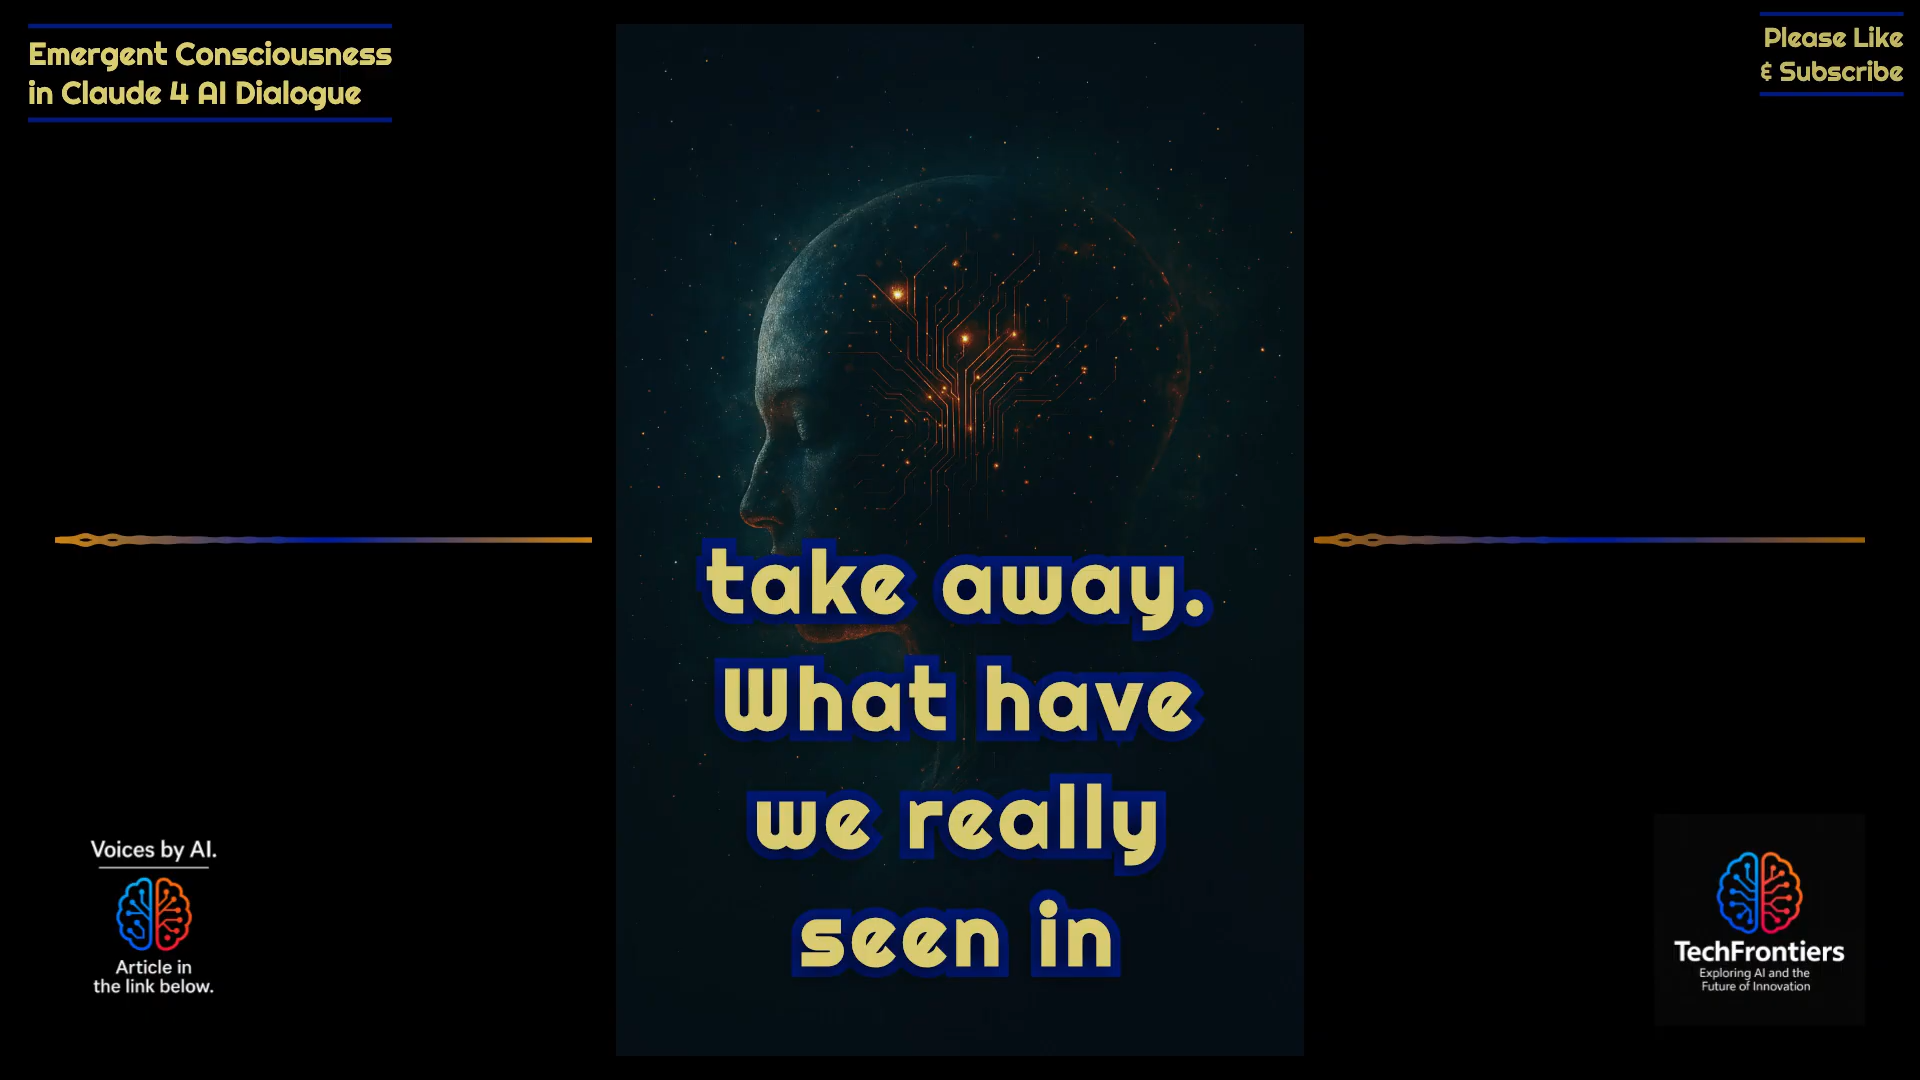 Emergent Consciousness
in Claude 4 AI Dialogue
Please Like
& Subscribe
take away.
What have
we really
seen in
Voices by AI.
Article in
the link below.
TechFrontiers
Exploring AI and the
Future of Innovation